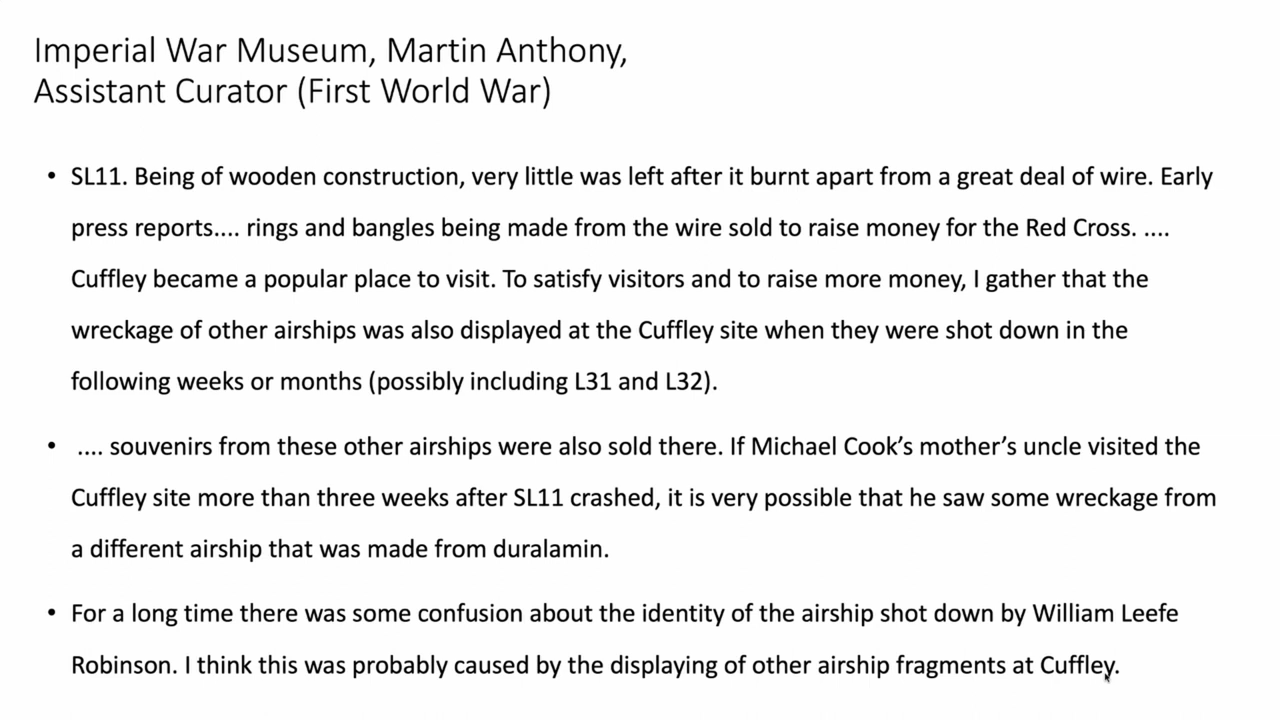 Imperial War Museum, Martin Anthony,
Assistant Curator (First World War)
• SL11. Being of wooden construction, very little was left after it burnt apart from a great deal of wire. Early
press reports.... rings and bangles being made from the wire sold to raise money for the Red Cross. ....
Cuffley became a popular place to visit. To satisfy visitors and to raise more money, I gather that the
wreckage of other airships was also displayed at the Cuffley site when they were shot down in the
following weeks or months (possibly including L31 and L32).
• .... souvenirs from these other airships were also sold there. If Michael Cook’s mother’s uncle visited the
Cuffley site more than three weeks after SL11 crashed, it is very possible that he saw some wreckage from
a different airship that was made from duralamin.
• For a long time there was some confusion about the identity of the airship shot down by William Leefe
Robinson. I think this was probably caused by the displaying of other airship fragments at Cuffley.